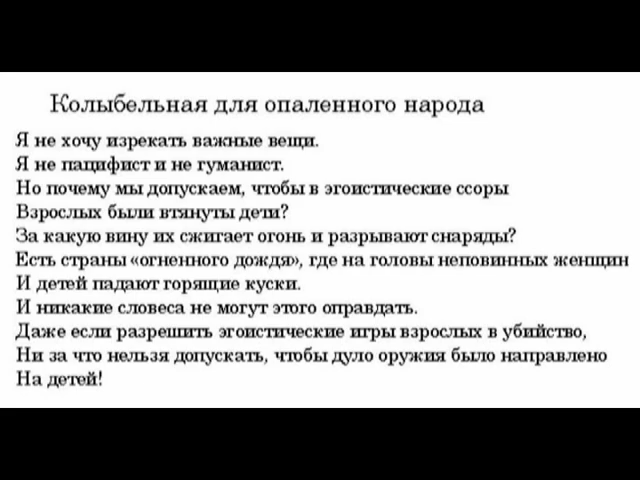 Колыбельная для опаленного народа
Я не хочу изрекать важные вещи.
Я не пацифист и не гуманист.
Но почему мы допускаем, чтобы в эгоистические ссоры
Взрослых были втянуты дети?
За какую вину их сжигает огонь и разрывают снаряды?
Есть страны «огненного дождя», где на головы неповинных женщин
И детей падают горящие куски.
И никакие словеса не могут этого оправдать.
Даже если разрешить эгоистические игры взрослых в убийство,
Ни за что нельзя допускать, чтобы дуло оружия было направлено
На детей!